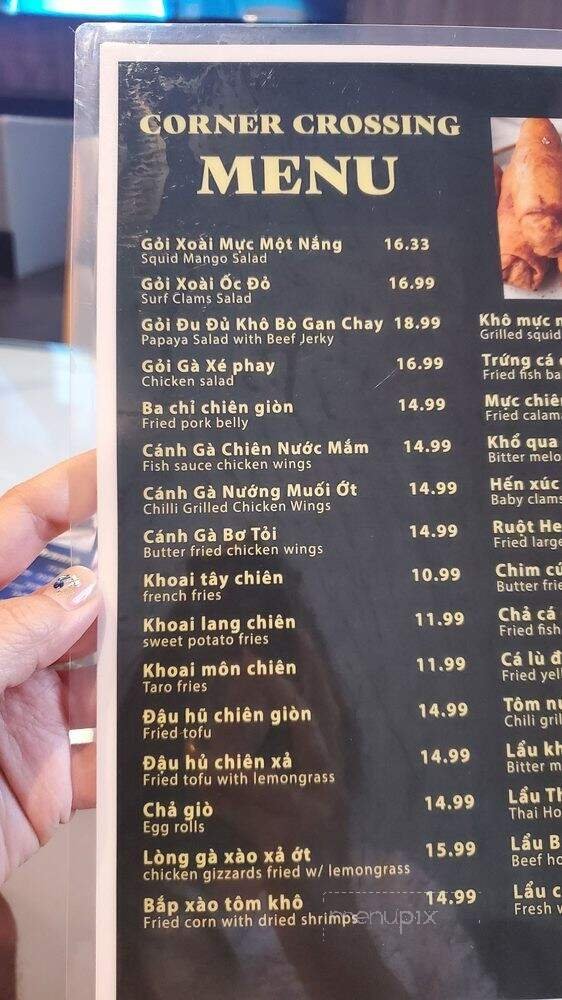 CORNER CROSSING
MENU
Gỏi Xoài Mực Một Nắng 16.33
Squid Mango Salad
Gỏi Xoài Ốc Đỏ 16.99
Surf Clams Salad
Gỏi Đu Đủ Khô Bò Gan Chay 18.99
Papaya Salad with Beef Jerky
Gỏi Gà Xé phay 16.99
Chicken salad
Ba chỉ chiên giòn 14.99
Fried pork belly
Cánh Gà Chiên Nước Mắm 14.99
Fish sauce chicken wings
Cánh Gà Nướng Muối Ớt 14.99
Chilli Grilled Chicken Wings
Cánh Gà Bơ Tỏi 14.99
Butter fried chicken wings
Khoai tây chiên 10.99
french fries
Khoai lang chiên 11.99
sweet potato fries
Khoai môn chiên 11.99
Taro fries
Đậu hũ chiên giòn 14.99
Fried tofu
Đậu hủ chiên xả 14.99
Fried tofu with lemongrass
Chả giò 14.99
Egg rolls
Lòng gà xào xả ớt 15.99
chicken gizzards fried w/ lemongrass
Bắp xào tôm khô 14.99
Fried corn with dried shrimps
menupix
Khô mực
Grilled squid
Trứng cá
Fried fish
Mực
Fried
Khổ qua
Bitter
Hến xúc
Baby clams
Ruột
Fried large
Chim
Butter
Chả cá
Fried fish
Cá lù
Fried
Tôm
Chili
Lẩu
Bitter
Lẩu
Thai
Lẩu
Beef
Lẩu
Fresh